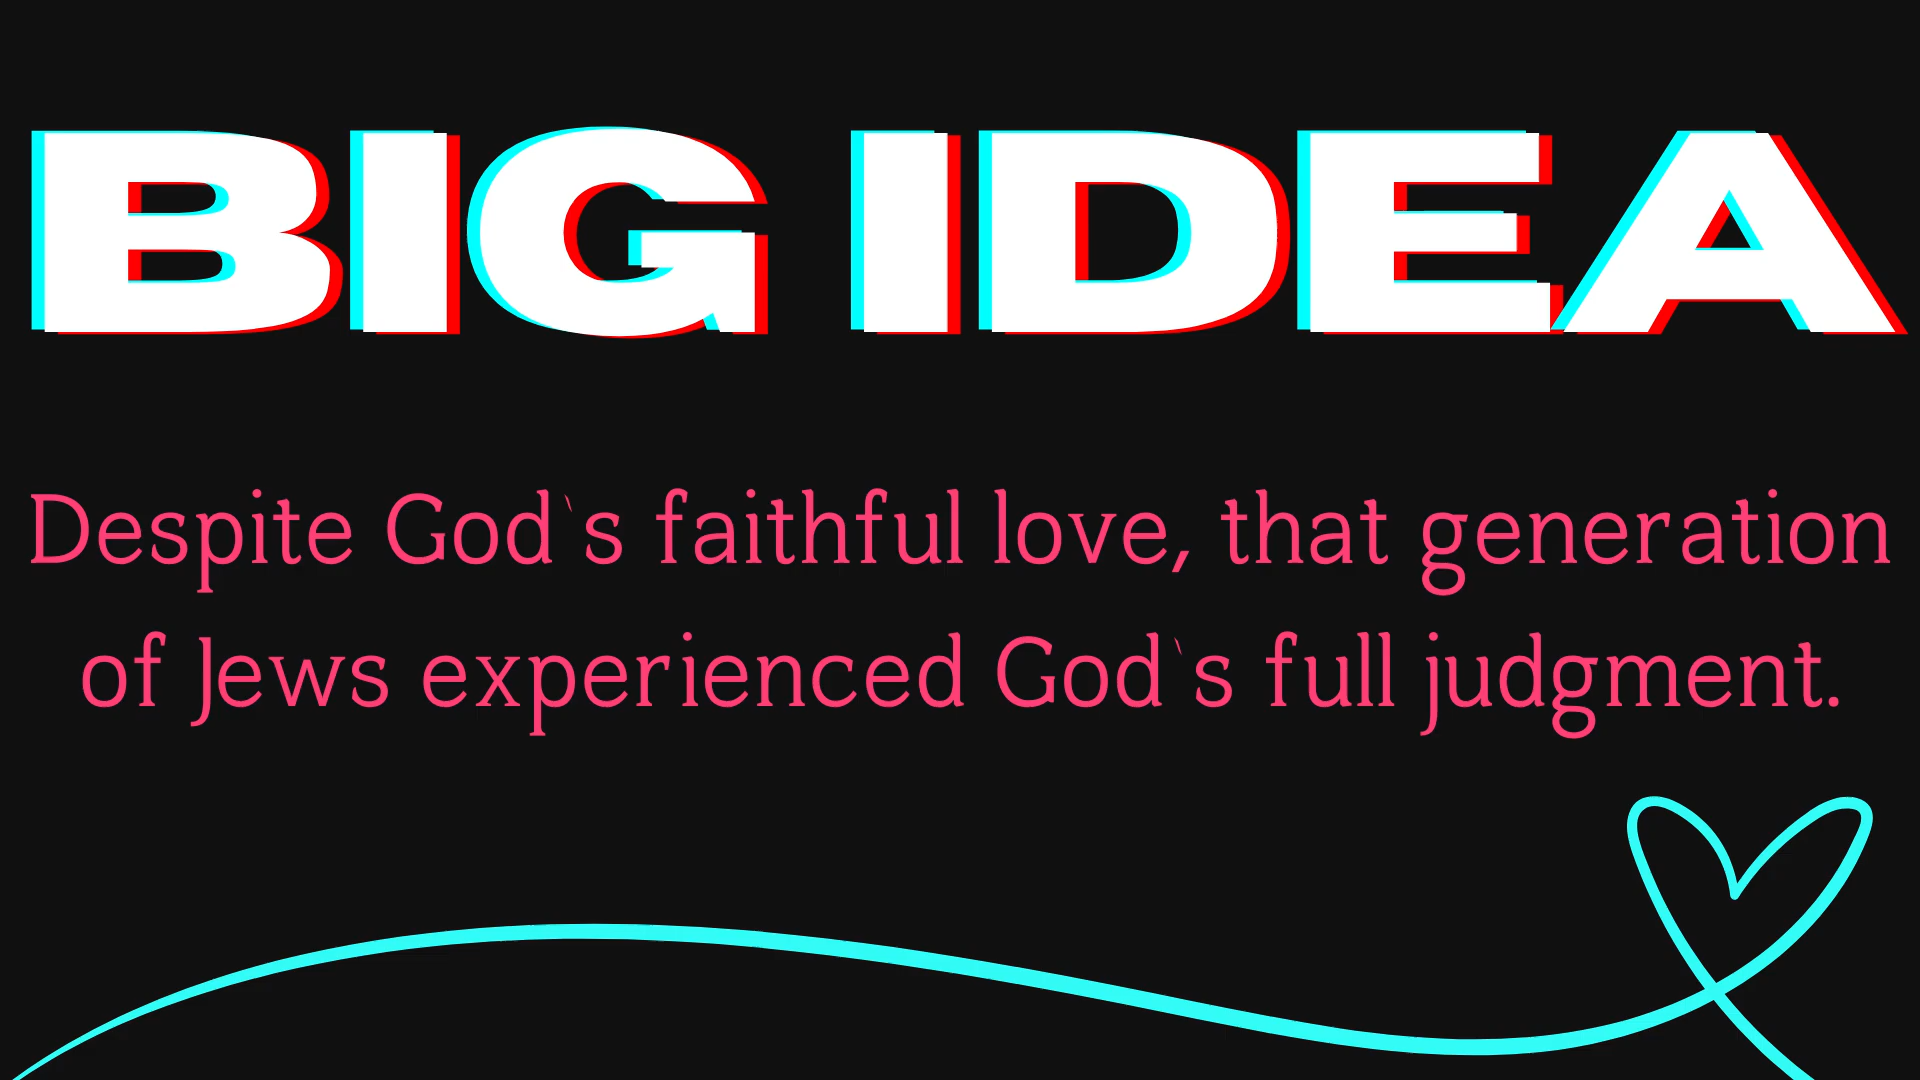 BIG IDEA
Despite God`s faithful love, that generation
of Jews experienced God`s full judgment.